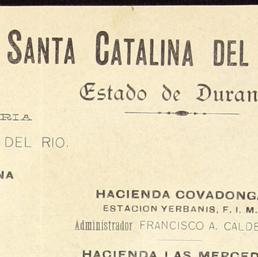 SANTA CATALINA DEL
Estado de Duran
RIA
DEL RIO.
NA
HACIENDA COVADONGA
ESTACION YERBANIS, F. I. M.
Administrador FRANCISCO A. CALDE
HACIENDA LAS MERCED